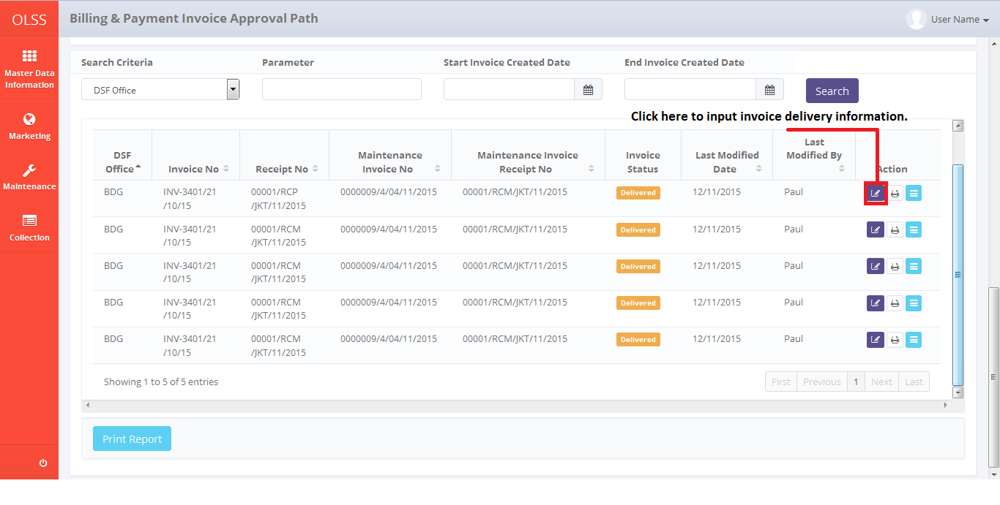 OLSS
Billing & Payment Invoice Approval Path
User Name
Master Data
Information
Marketing
Maintenance
Collection
Search Criteria
Parameter
Start Invoice Created Date
End Invoice Created Date
DSF Office
Search
Click here to input invoice delivery information.
DSF
Office
Invoice No
Receipt No
Maintenance
Invoice No
Maintenance Invoice
Receipt No
Invoice
Status
Last Modified
Date
Last
Modified By
Action
BDG
INV-3401/21
/10/15
00001/RCP
/JKT/11/2015
0000009/4/04/11/2015
00001/RCM/JKT/11/2015
Delivered
12/11/2015
Paul
BDG
INV-3401/21
/10/15
00001/RCM
/JKT/11/2015
0000009/4/04/11/2015
00001/RCM/JKT/11/2015
Delivered
12/11/2015
Paul
BDG
INV-3401/21
/10/15
00001/RCM
/JKT/11/2015
0000009/4/04/11/2015
00001/RCM/JKT/11/2015
Delivered
12/11/2015
Paul
BDG
INV-3401/21
/10/15
00001/RCM
/JKT/11/2015
0000009/4/04/11/2015
00001/RCM/JKT/11/2015
Delivered
12/11/2015
Paul
BDG
INV-3401/21
/10/15
00001/RCM
/JKT/11/2015
0000009/4/04/11/2015
00001/RCM/JKT/11/2015
Delivered
12/11/2015
Paul
Showing 1 to 5 of 5 entries
First
Previous
1
Next
Last
Print Report